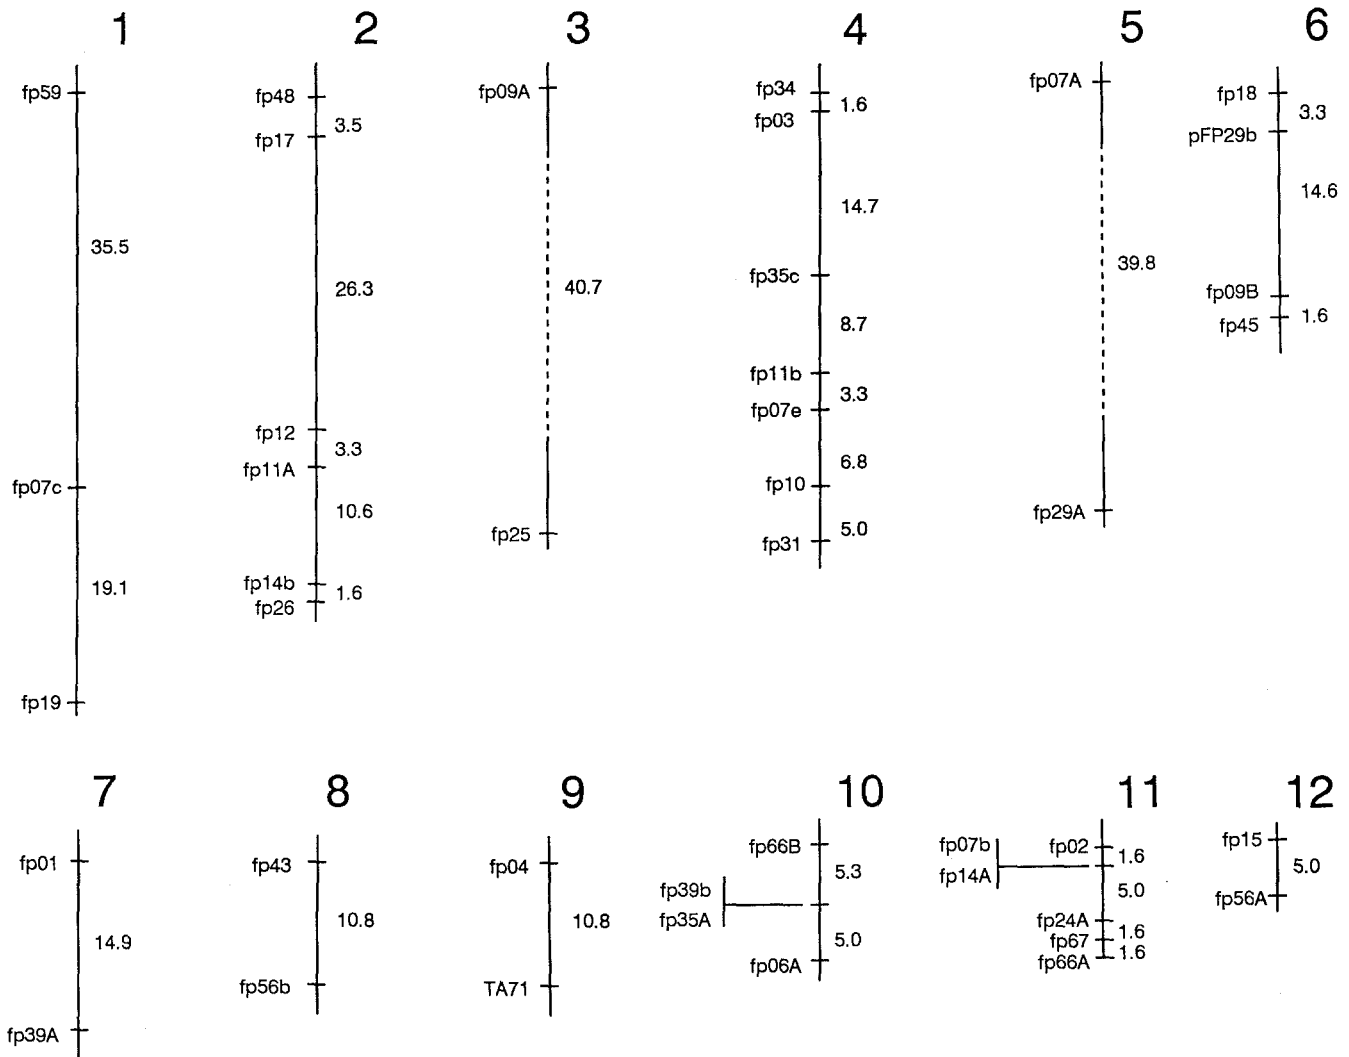 1
fp59
35.5
fp07c
19.1
fp19
2
fp48
3.5
fp17
26.3
fp12
3.3
fp11A
10.6
fp14b
1.6
fp26
3
fp09A
40.7
fp25
4
fp34
1.6
fp03
14.7
fp35c
8.7
fp11b
3.3
fp07e
6.8
fp10
5.0
fp31
5
fp07A
39.8
fp29A
6
fp18
3.3
pFP29b
14.6
fp09B
1.6
fp45
7
fp01
14.9
fp39A
8
fp43
10.8
fp56b
9
fp04
10.8
TA71
10
fp66B
5.3
fp39b
fp35A
5.0
fp06A
11
fp07b
fp14A
fp02
1.6
5.0
fp24A
1.6
fp67
1.6
fp66A
12
fp15
5.0
fp56A